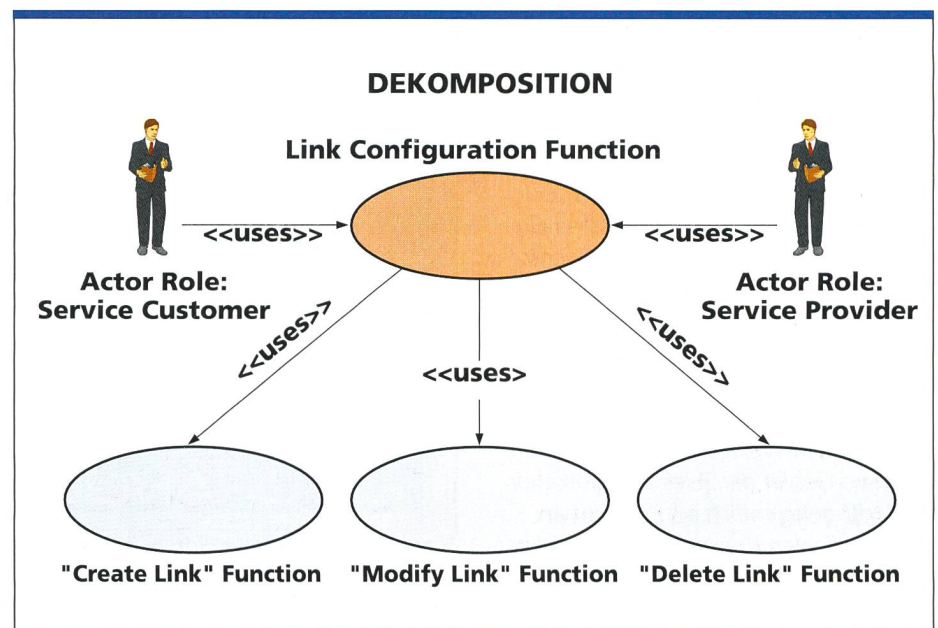 DEKOMPOSITION
Link Configuration Function
<<uses>>
<<uses>>
Actor Role:
Service Customer
Actor Role:
Service Provider
<<uses>>
<<uses>
<<uses>>
"Create Link" Function
"Modify Link" Function
"Delete Link" Function